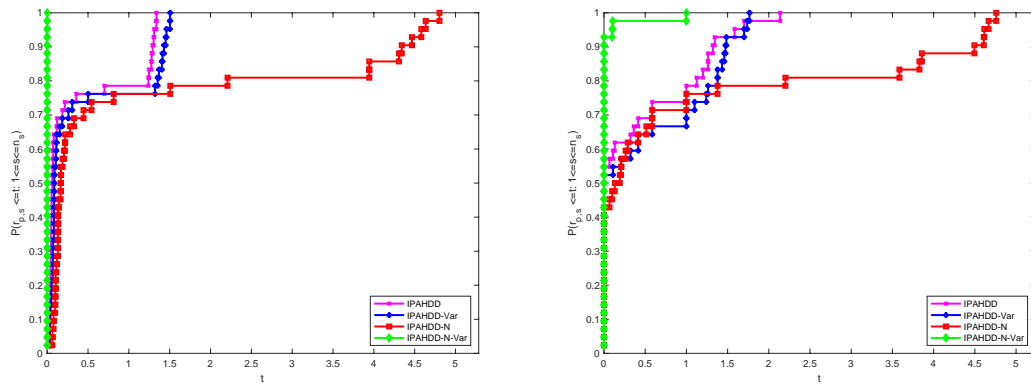 1
0.9
0.8
0.7
0.6
0.5
0.4
0.3
0.2
0.1
0
P(r_{p,s} <=t: 1<=s<=n_s)
0 0.5 1 1.5 2 2.5 3 3.5 4 4.5 5
t
IPAHDD
IPAHDD-Var
IPAHDD-N
IPAHDD-N-Var
1
0.9
0.8
0.7
0.6
0.5
0.4
0.3
0.2
0.1
0
P(r_{p,s} <=t: 1<=s<=n_s)
0 0.5 1 1.5 2 2.5 3 3.5 4 4.5 5
t
IPAHDD
IPAHDD-Var
IPAHDD-N
IPAHDD-N-Var